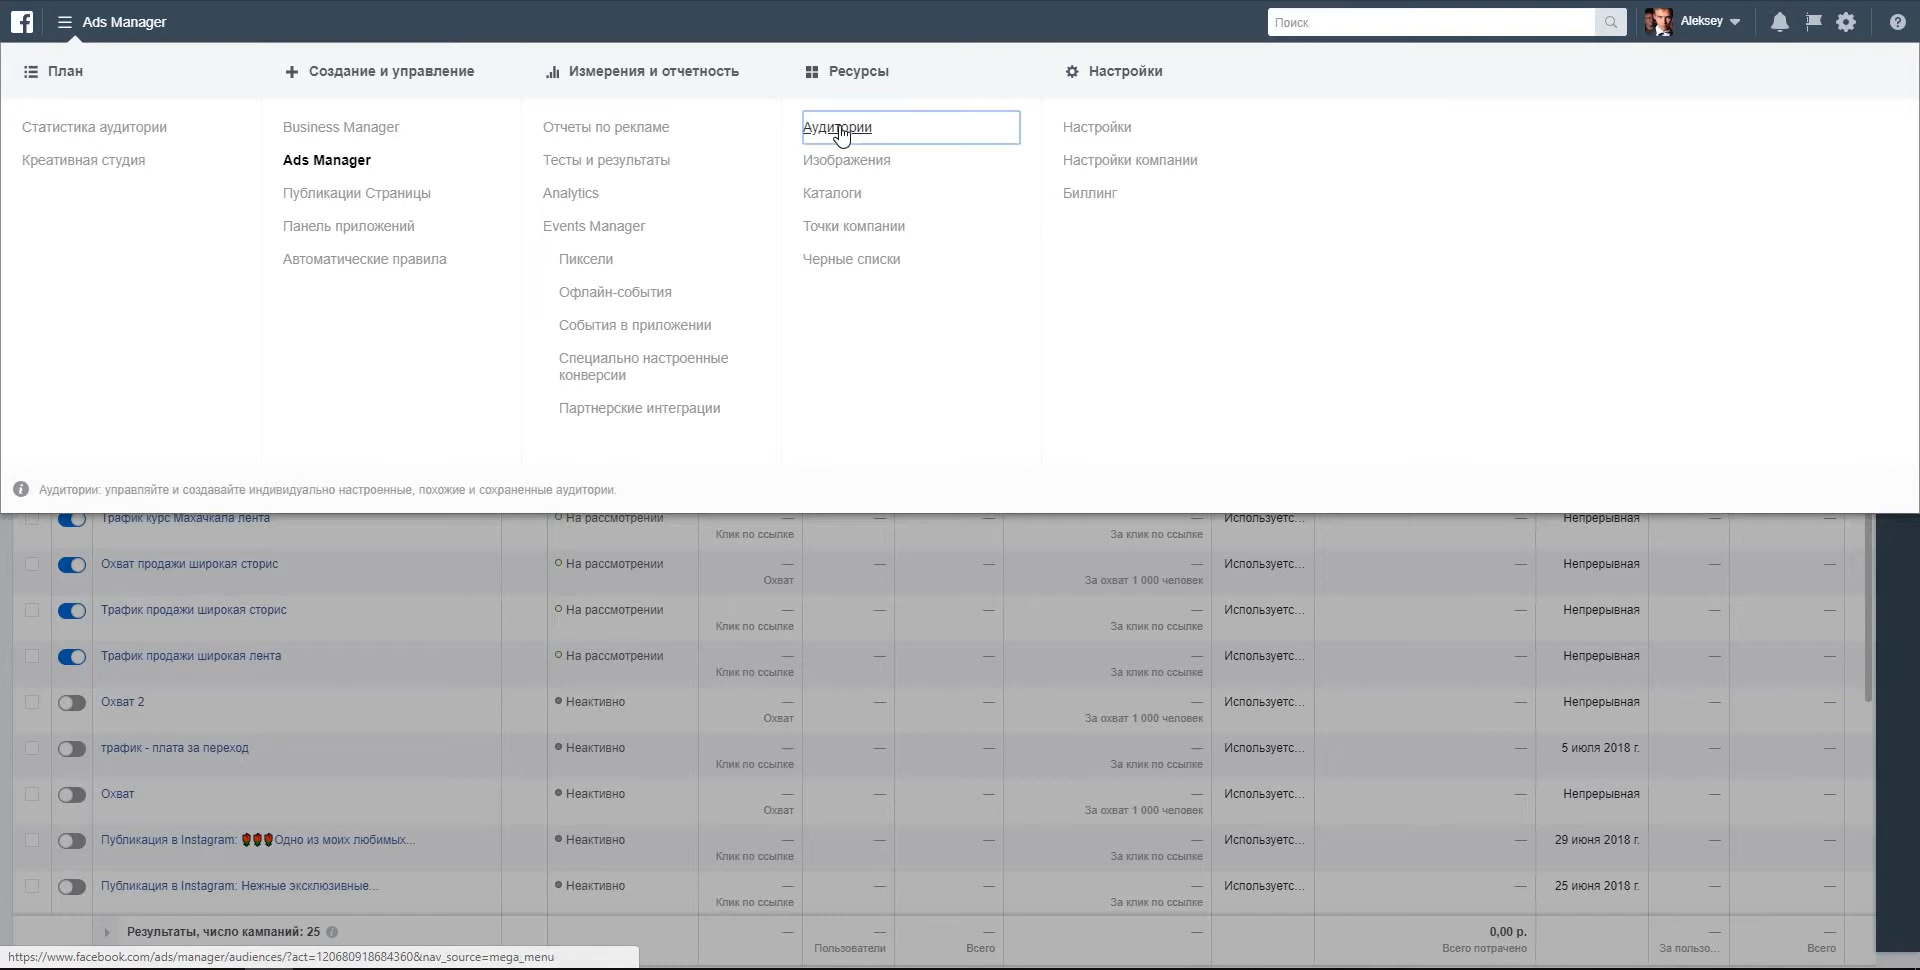 Ads Manager
Поиск
Aleksey
План
Создание и управление
Измерения и отчетность
Ресурсы
Настройки
Статистика аудитории
Креативная студия
Business Manager
Ads Manager
Публикации Страницы
Панель приложений
Автоматические правила
Отчеты по рекламе
Тесты и результаты
Analytics
Events Manager
Пиксели
Офлайн-события
События в приложении
Специально настроенные
конверсии
Партнерские интеграции
Аудитории
Изображения
Каталоги
Точки компании
Черные списки
Настройки
Настройки компании
Биллинг
Аудитории: управляйте и создавайте индивидуально настроенные, похожие и сохраненные аудитории.
Трафик курс Махачкала лента На рассмотрении — — — — Используетс... — Непрерывная — —
Клик по ссылке За клик по ссылке
Охват продажи широкая сторис На рассмотрении — — — — Используетс... — Непрерывная — —
Охват За охват 1 000 человек
Трафик продажи широкая сторис На рассмотрении — — — — Используетс... — Непрерывная — —
Клик по ссылке За клик по ссылке
Трафик продажи широкая лента На рассмотрении — — — — Используетс... — Непрерывная — —
Клик по ссылке За клик по ссылке
Охват 2 Неактивно — — — — Используетс... — Непрерывная — —
Охват За охват 1 000 человек
трафик - плата за переход Неактивно — — — — Используетс... — 5 июля 2018 г. — —
Клик по ссылке За клик по ссылке
Охват Неактивно — — — — Используетс... — Непрерывная — —
Охват За охват 1 000 человек
Публикация в Instagram: 🌹🌹🌹Одно из моих любимых... Неактивно — — — — Используетс... — 29 июня 2018 г. — —
Клик по ссылке За клик по ссылке
Публикация в Instagram: Нежные эксклюзивные... Неактивно — — — — Используетс... — 25 июня 2018 г. — —
Клик по ссылке За клик по ссылке
Результаты, число кампаний: 25 — — — — 0,00 р. — —
Пользователи Всего Всего потрачено За пользо... Всего
https://www.facebook.com/ads/manager/audiences/?act=120680918684360&nav_source=mega_menu